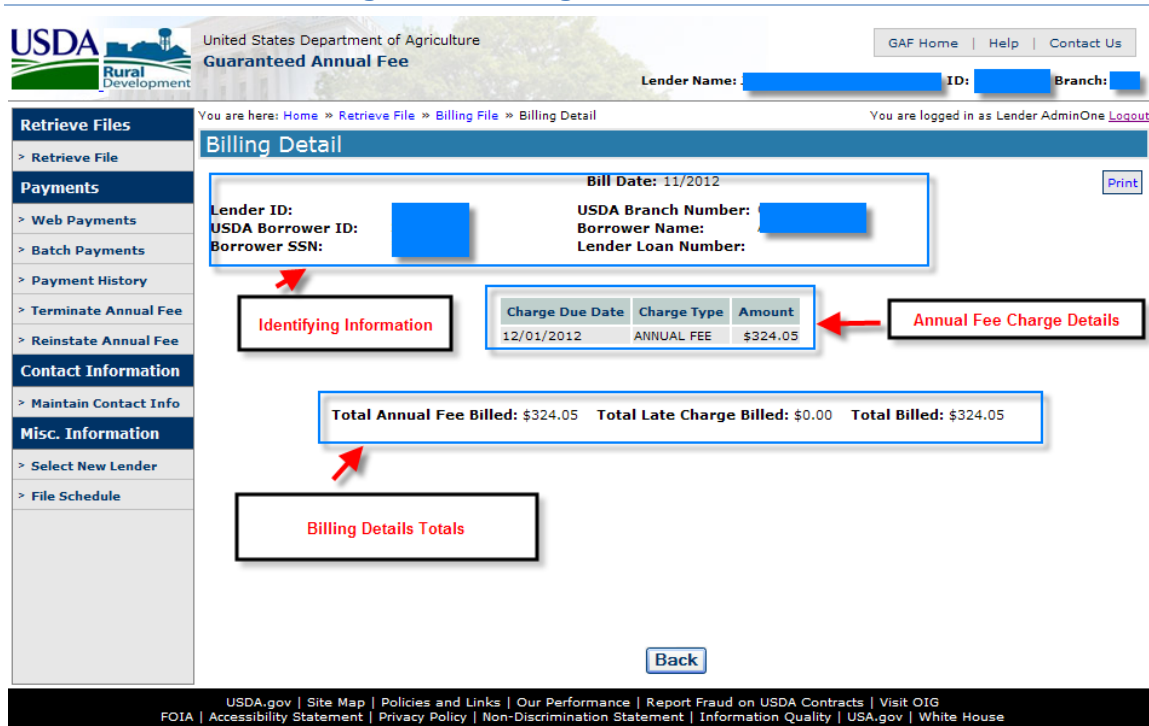 USDA
Rural
Development
United States Department of Agriculture
Guaranteed Annual Fee
GAF Home | Help | Contact Us
Lender Name: ID: Branch:
You are here: Home » Retrieve File » Billing File » Billing Detail
You are logged in as Lender AdminOne Logout
Retrieve Files
> Retrieve File
Payments
> Web Payments
> Batch Payments
> Payment History
> Terminate Annual Fee
> Reinstate Annual Fee
Contact Information
> Maintain Contact Info
Misc. Information
> Select New Lender
> File Schedule
Billing Detail
Bill Date: 11/2012
Print
Lender ID: USDA Branch Number:
USDA Borrower ID: Borrower Name:
Borrower SSN: Lender Loan Number:
Identifying Information
Charge Due Date Charge Type Amount
12/01/2012 ANNUAL FEE $324.05
Annual Fee Charge Details
Total Annual Fee Billed: $324.05 Total Late Charge Billed: $0.00 Total Billed: $324.05
Billing Details Totals
Back
USDA.gov | Site Map | Policies and Links | Our Performance | Report Fraud on USDA Contracts | Visit OIG
FOIA | Accessibility Statement | Privacy Policy | Non-Discrimination Statement | Information Quality | USA.gov | White House